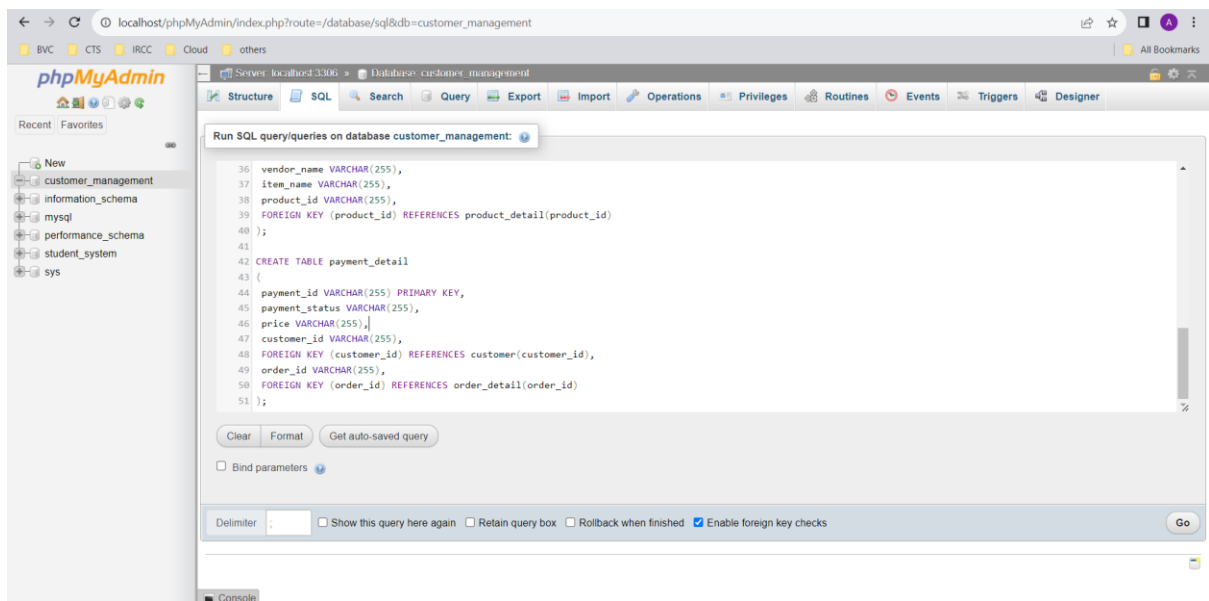 localhost/phpMyAdmin/index.php?route=/database/sql&db=customer_management
A
BVC CTS IRCC Cloud others All Bookmarks
phpMyAdmin
Recent Favorites
New
customer_management
information_schema
mysql
performance_schema
student_system
sys
Server: localhost:3306 » Database: customer_management
Structure SQL Search Query Export Import Operations Privileges Routines Events Triggers Designer
Run SQL query/queries on database customer_management:
36 vendor_name VARCHAR(255),
37 item_name VARCHAR(255),
38 product_id VARCHAR(255),
39 FOREIGN KEY (product_id) REFERENCES product_detail(product_id)
40 );
41
42 CREATE TABLE payment_detail
43 (
44 payment_id VARCHAR(255) PRIMARY KEY,
45 payment_status VARCHAR(255),
46 price VARCHAR(255),
47 customer_id VARCHAR(255),
48 FOREIGN KEY (customer_id) REFERENCES customer(customer_id),
49 order_id VARCHAR(255),
50 FOREIGN KEY (order_id) REFERENCES order_detail(order_id)
51 );
Clear Format Get auto-saved query
Bind parameters
Delimiter ; Show this query here again Retain query box Rollback when finished Enable foreign key checks Go
Console